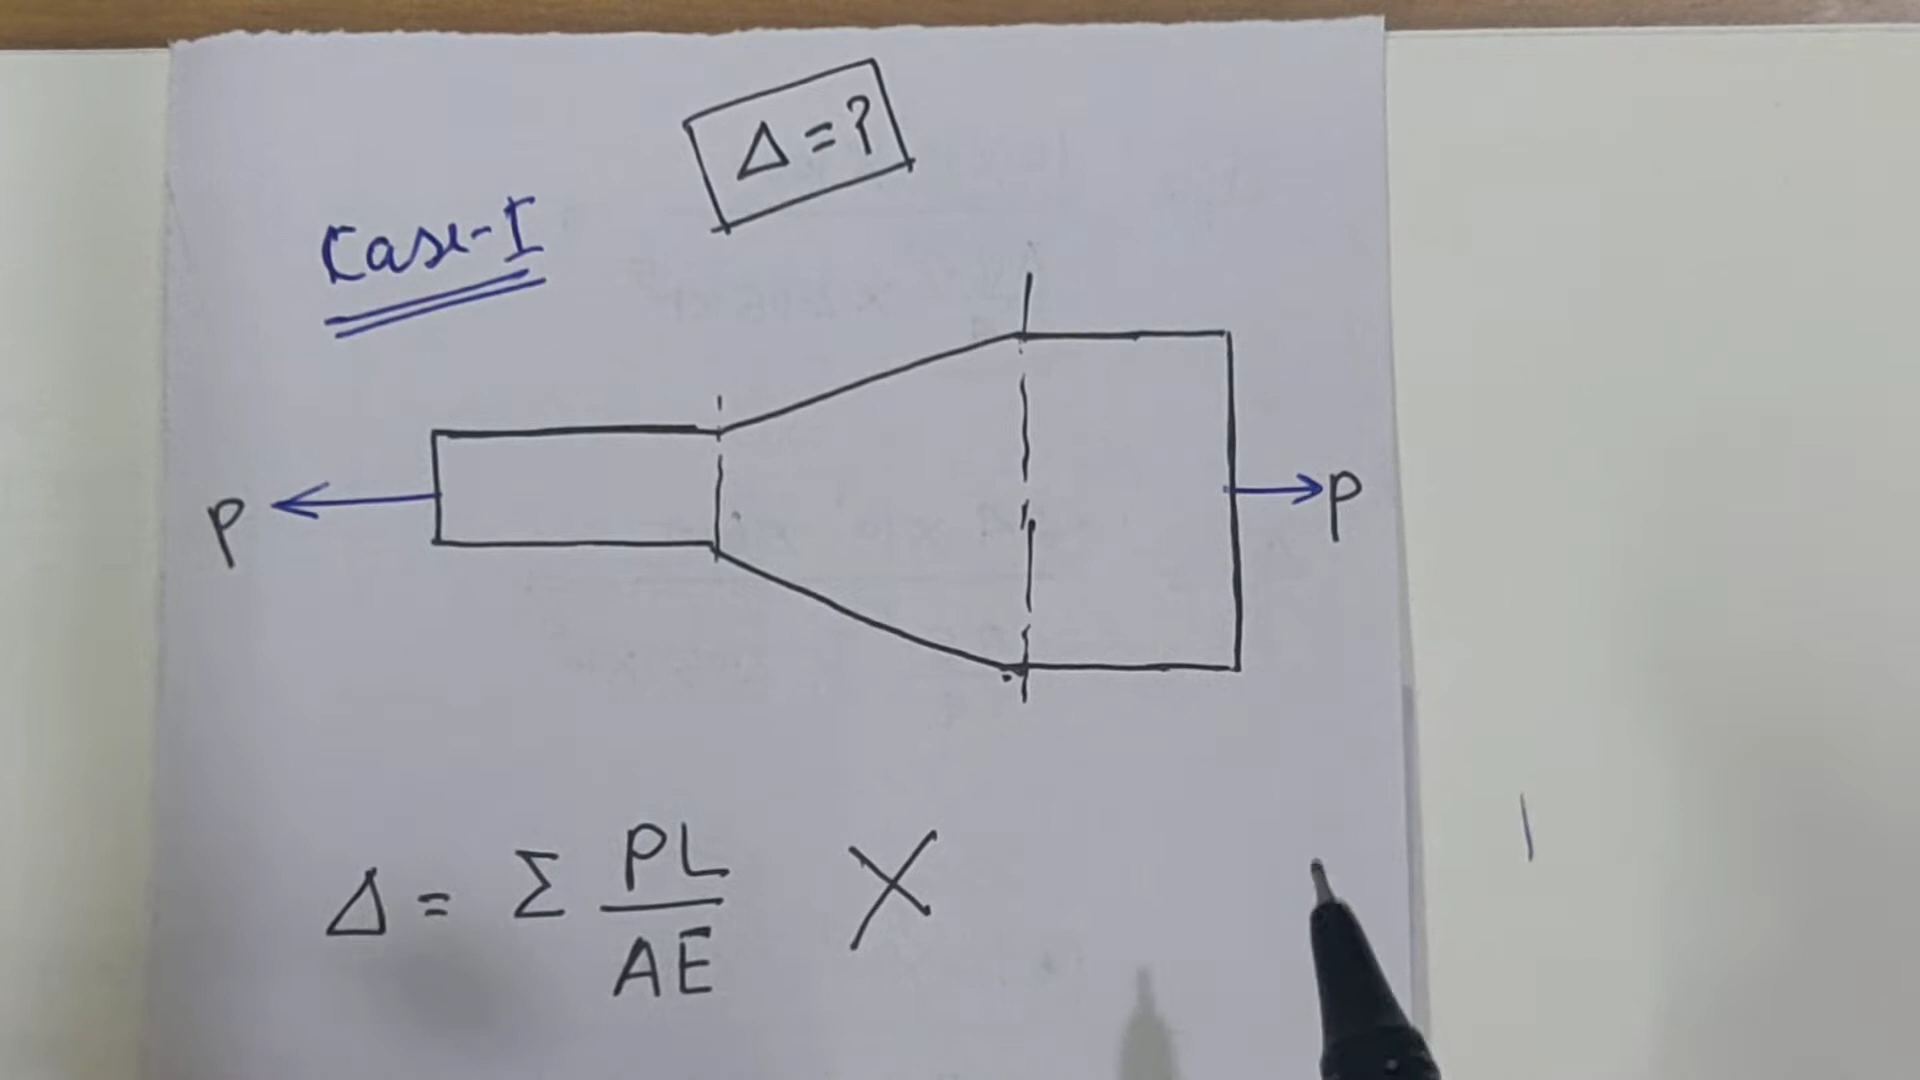 Δ = ?
Case-I
P
P
Δ = Σ PL/AE X